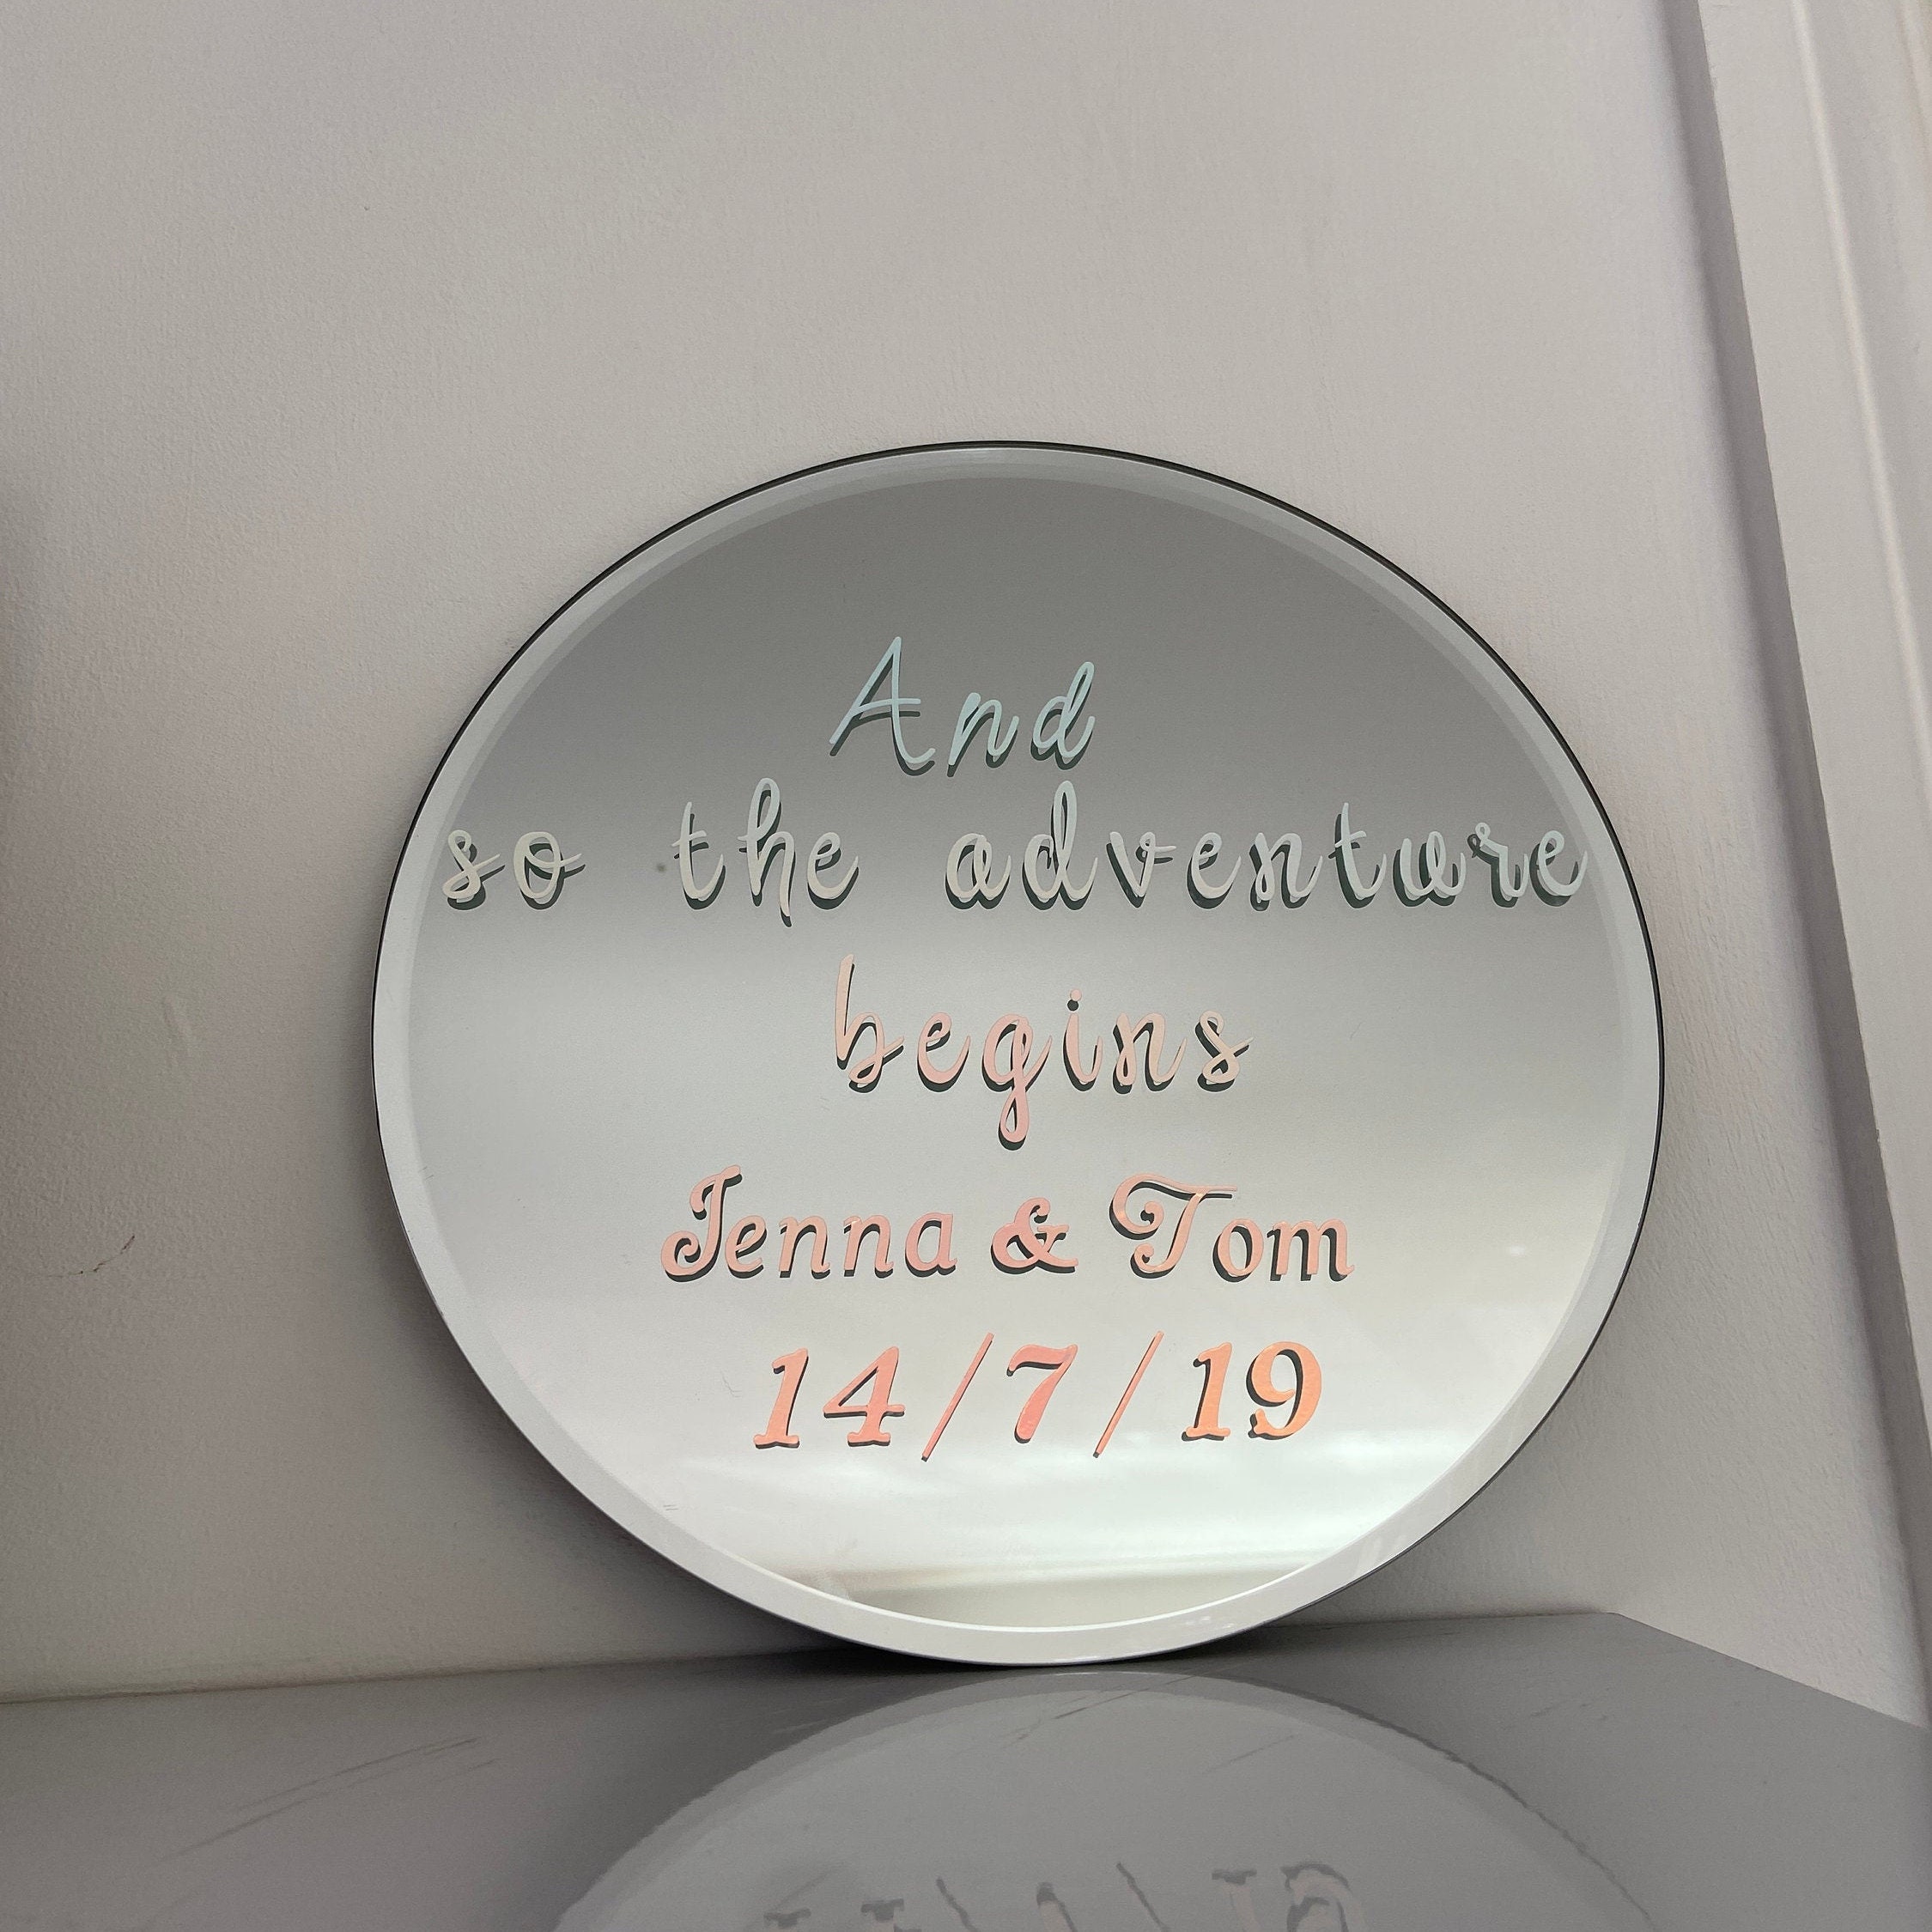 And
so the adventure
begins
Jenna & Tom
14/7/19